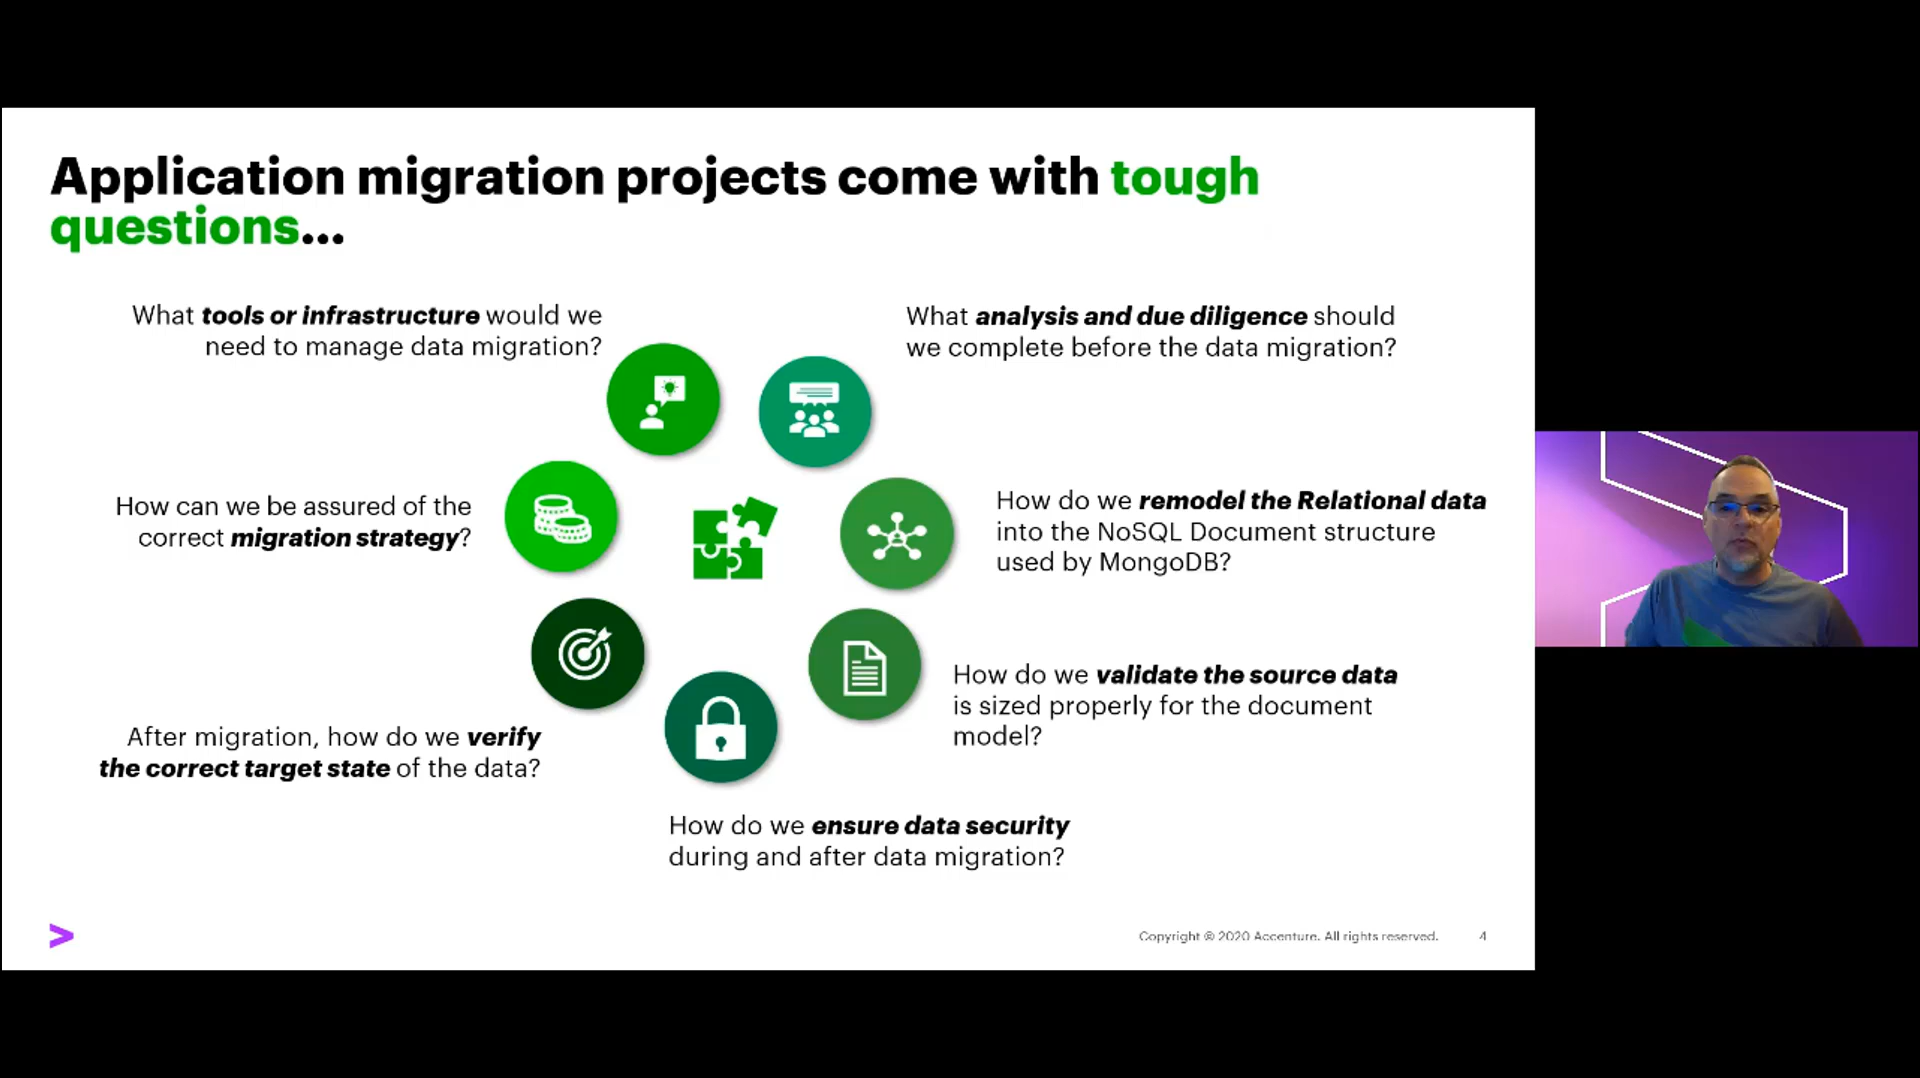 Application migration projects come with tough
questions...
What tools or infrastructure would we
need to manage data migration?
What analysis and due diligence should
we complete before the data migration?
How can we be assured of the
correct migration strategy?
How do we remodel the Relational data
into the NoSQL Document structure
used by MongoDB?
How do we validate the source data
is sized properly for the document
model?
After migration, how do we verify
the correct target state of the data?
How do we ensure data security
during and after data migration?
Copyright © 2020 Accenture. All rights reserved.
4